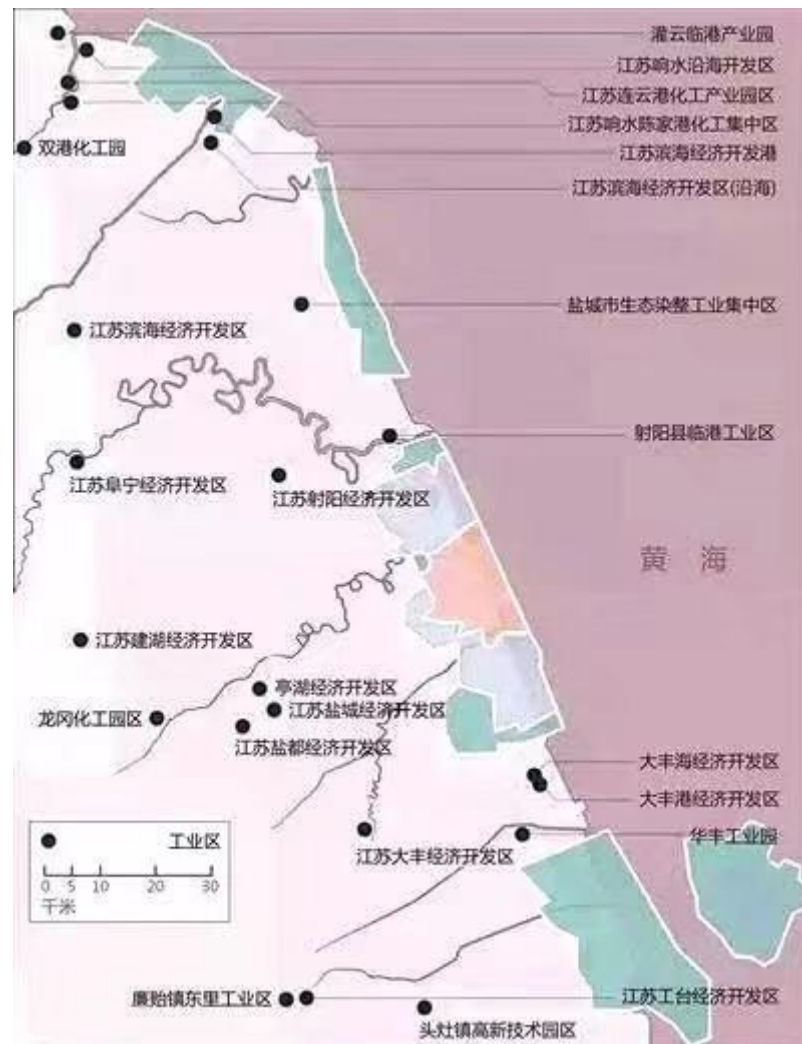 灌云临港产业园
江苏响水沿海开发区
江苏连云港化工产业园区
江苏响水陈家港化工集中区
双港化工园
江苏滨海经济开发港
江苏滨海经济开发区(沿海)
盐城市生态染整工业集中区
江苏滨海经济开发区
射阳县临港工业区
江苏阜宁经济开发区
江苏射阳经济开发区
黄 海
江苏建湖经济开发区
亭湖经济开发区
龙冈化工园区
江苏盐城经济开发区
江苏盐都经济开发区
大丰海经济开发区
大丰港经济开发区
华丰工业园
江苏大丰经济开发区
工业区
0 5 10 20 30
千米
廉贻镇东里工业区
江苏工台经济开发区
头灶镇高新技术园区